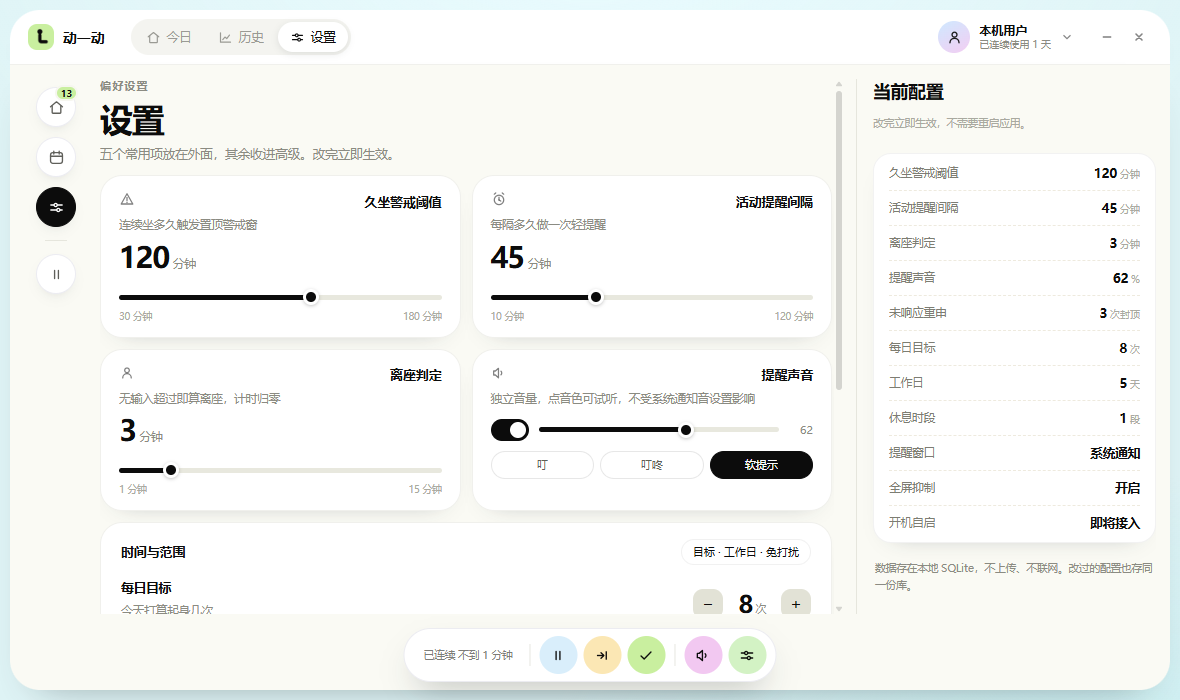 动一动
今日
历史
设置
本机用户
已连续使用 1 天
13
偏好设置
设置
五个常用项放在外面，其余收进高级。改完立即生效。
久坐警戒阈值
连续坐多久触发置顶警戒窗
120 分钟
30 分钟
180 分钟
活动提醒间隔
每隔多久做一次轻提醒
45 分钟
10 分钟
120 分钟
离座判定
无输入超过即算离座，计时归零
3 分钟
1 分钟
15 分钟
提醒声音
独立音量，点音色可试听，不受系统通知音设置影响
62
叮
叮咚
软提示
时间与范围
目标 · 工作日 · 免打扰
每日目标
今天打算起身几次
− 8 次 +
已连续 不到 1 分钟
当前配置
改完立即生效，不需要重启应用。
久坐警戒阈值 120 分钟
活动提醒间隔 45 分钟
离座判定 3 分钟
提醒声音 62 %
未响应重申 3 次封顶
每日目标 8 次
工作日 5 天
休息时段 1 段
提醒窗口 系统通知
全屏抑制 开启
开机自启 即将接入
数据存在本地 SQLite，不上传、不联网。改过的配置也存同
一份库。